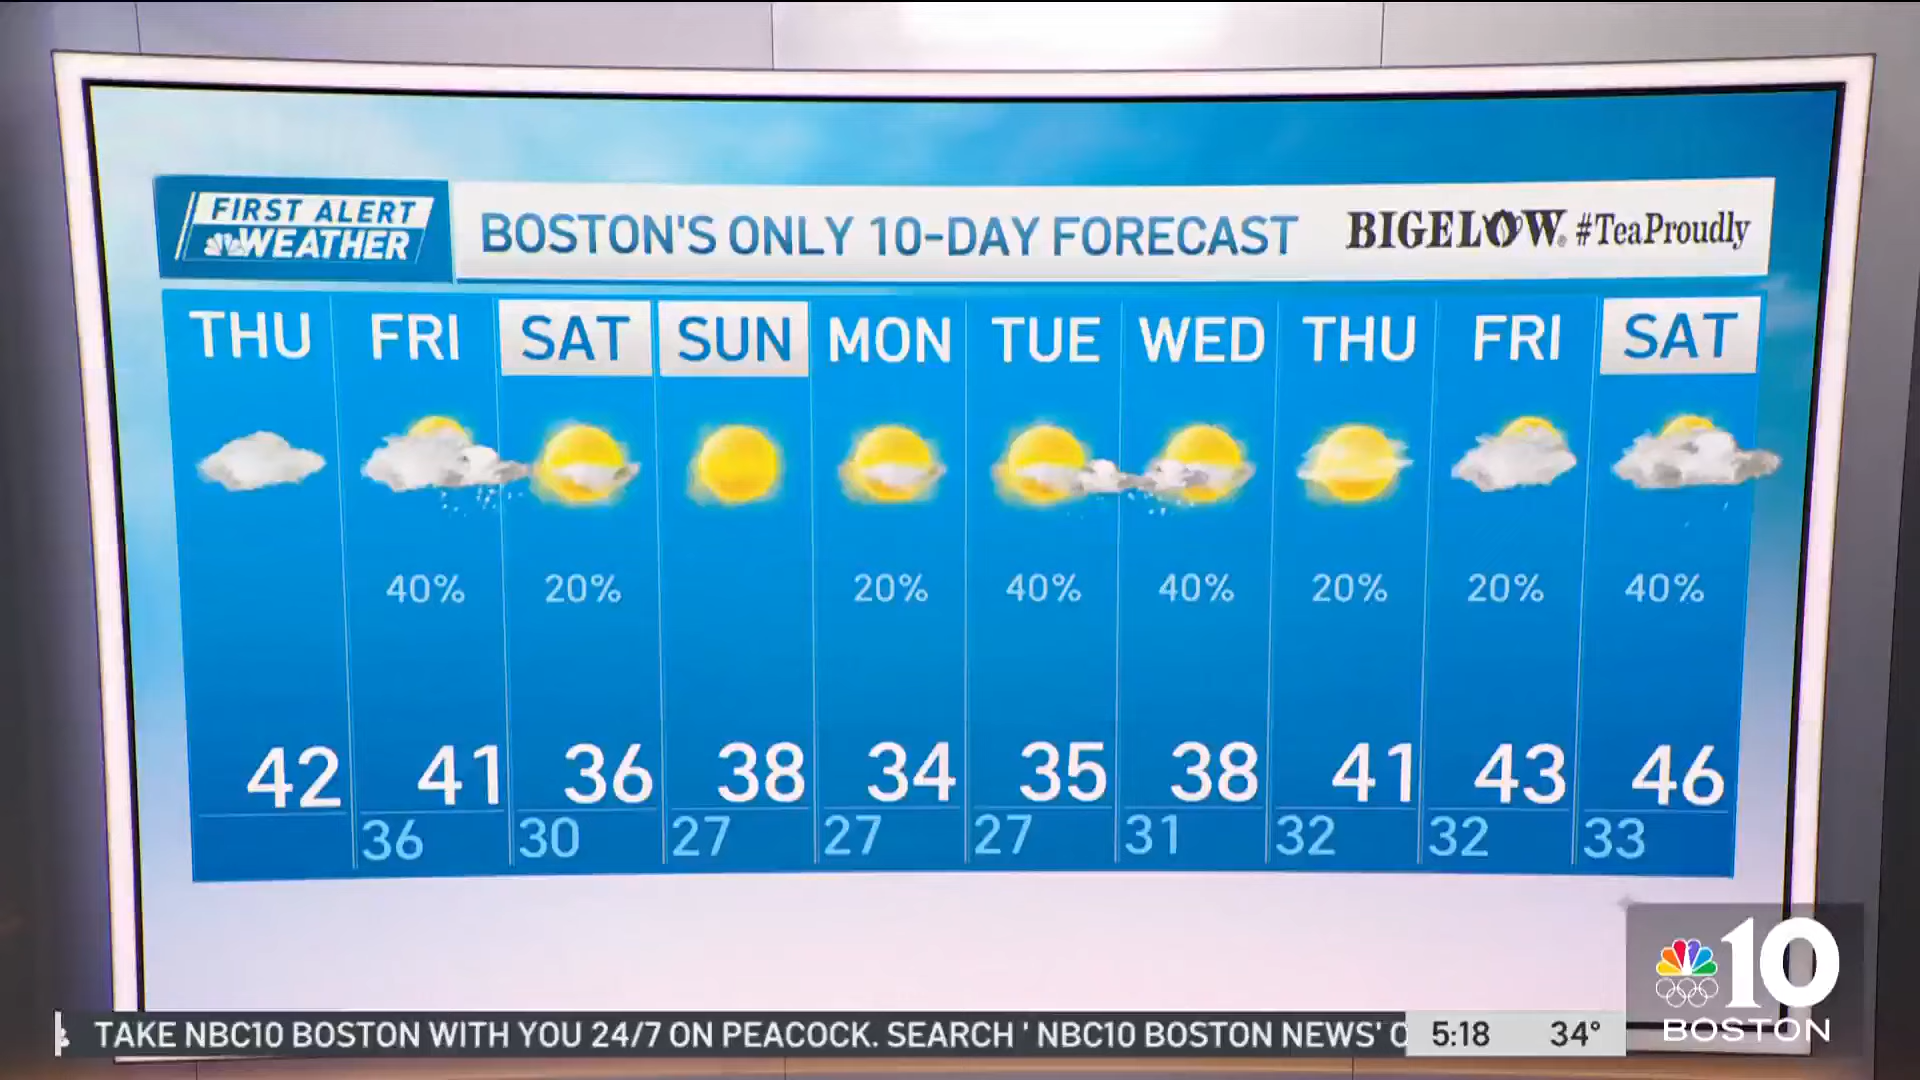 FIRST ALERT
WEATHER
BOSTON'S ONLY 10-DAY FORECAST
BIGELOW® #TeaProudly
THU FRI SAT SUN MON TUE WED THU FRI SAT
40% 20% 20% 40% 40% 20% 20% 40%
42 41 36 38 34 35 38 41 43 46
36 30 27 27 27 31 32 32 33
10
BOSTON
TAKE NBC10 BOSTON WITH YOU 24/7 ON PEACOCK. SEARCH ' NBC10 BOSTON NEWS'
5:18 34°